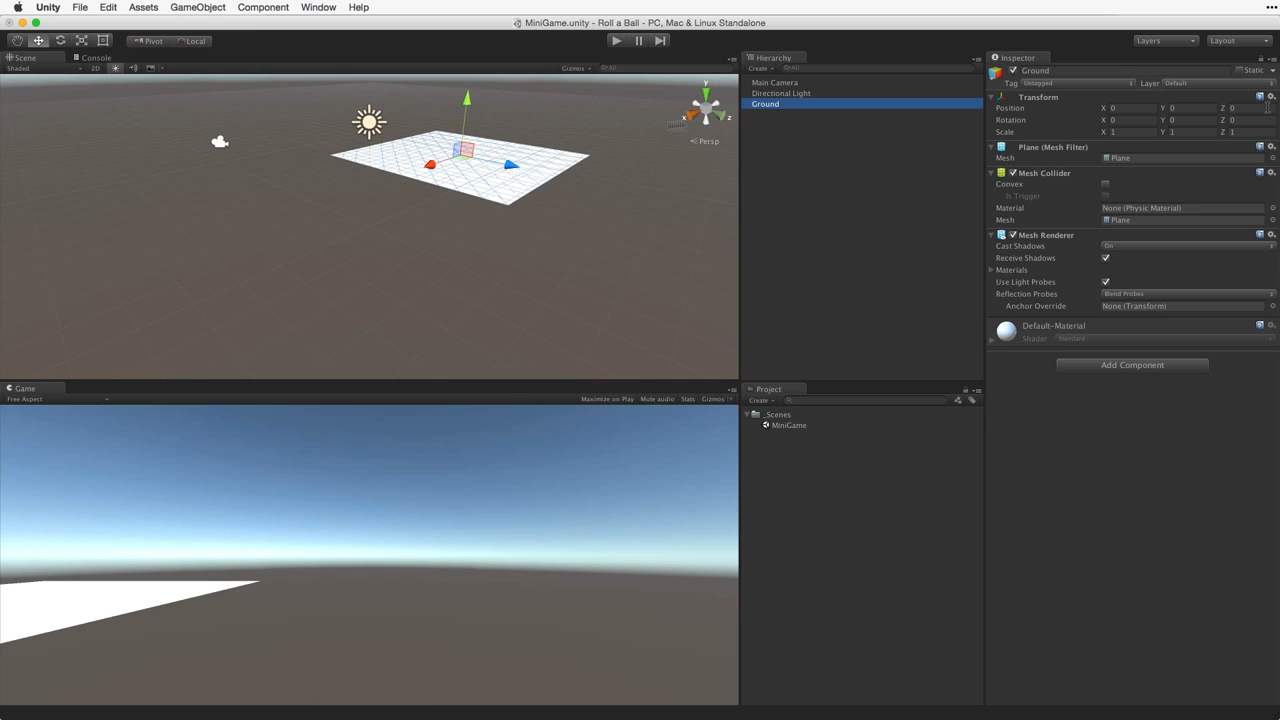 Unity File Edit Assets GameObject Component Window Help
MiniGame.unity - Roll a Ball - PC, Mac & Linux Standalone
Pivot Local Layers Layout
Scene Console
Shaded 2D Gizmos All
y
x z
Persp
Hierarchy
Create All
Main Camera
Directional Light
Ground
Inspector
Ground Static
Tag Untagged Layer Default
Transform
Position X 0 Y 0 Z 0
Rotation X 0 Y 0 Z 0
Scale X 1 Y 1 Z 1
Plane (Mesh Filter)
Mesh Plane
Mesh Collider
Convex
Is Trigger
Material None (Physic Material)
Mesh Plane
Mesh Renderer
Cast Shadows On
Receive Shadows
Materials
Use Light Probes
Reflection Probes Blend Probes
Anchor Override None (Transform)
Default-Material
Shader Standard
Add Component
Game
Free Aspect Maximize on Play Mute audio Stats Gizmos
Project
Create
_Scenes
MiniGame